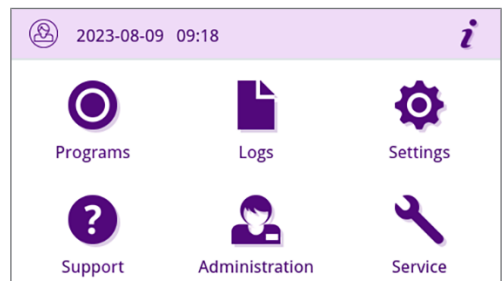 2023-08-09 09:18 i
Programs Logs Settings
? 
Support Administration Service